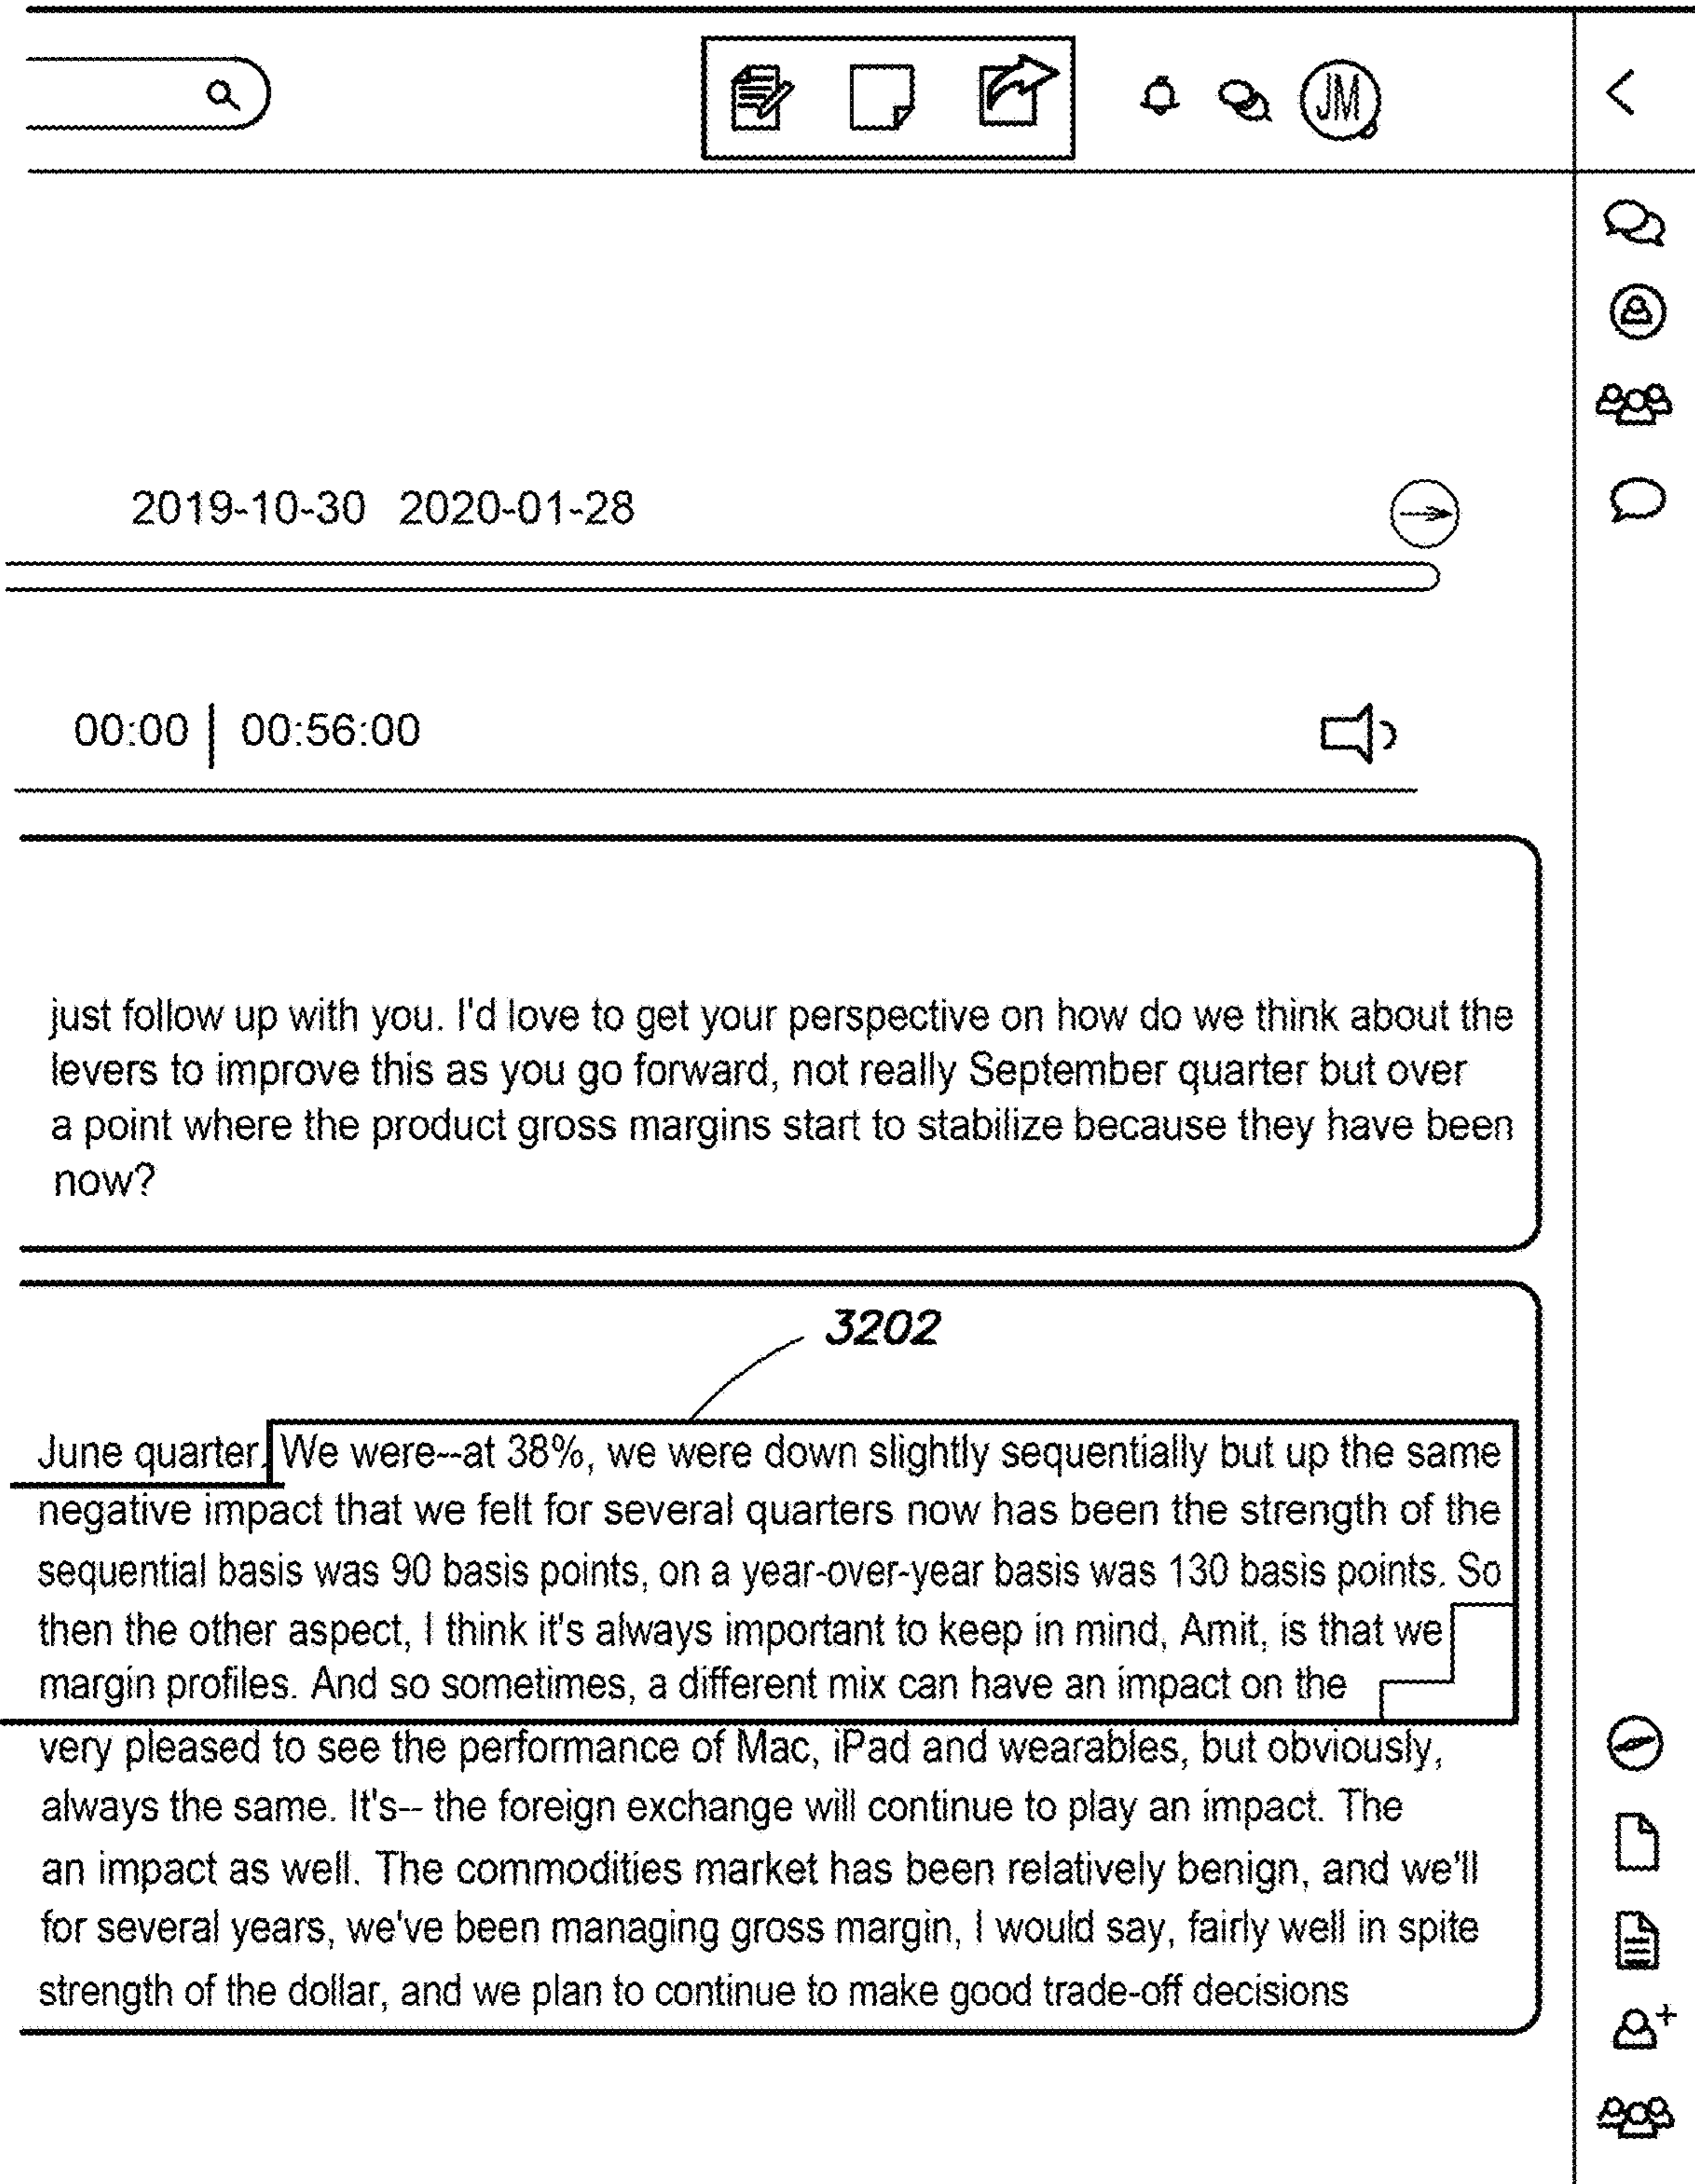 JM
2019-10-30 2020-01-28
00:00 | 00:56:00
just follow up with you. I'd love to get your perspective on how do we think about the
levers to improve this as you go forward, not really September quarter but over
a point where the product gross margins start to stabilize because they have been
now?
3202
June quarter. We were--at 38%, we were down slightly sequentially but up the same
negative impact that we felt for several quarters now has been the strength of the
sequential basis was 90 basis points, on a year-over-year basis was 130 basis points. So
then the other aspect, I think it's always important to keep in mind, Amit, is that we
margin profiles. And so sometimes, a different mix can have an impact on the
very pleased to see the performance of Mac, iPad and wearables, but obviously,
always the same. It's-- the foreign exchange will continue to play an impact. The
an impact as well. The commodities market has been relatively benign, and we'll
for several years, we've been managing gross margin, I would say, fairly well in spite
strength of the dollar, and we plan to continue to make good trade-off decisions